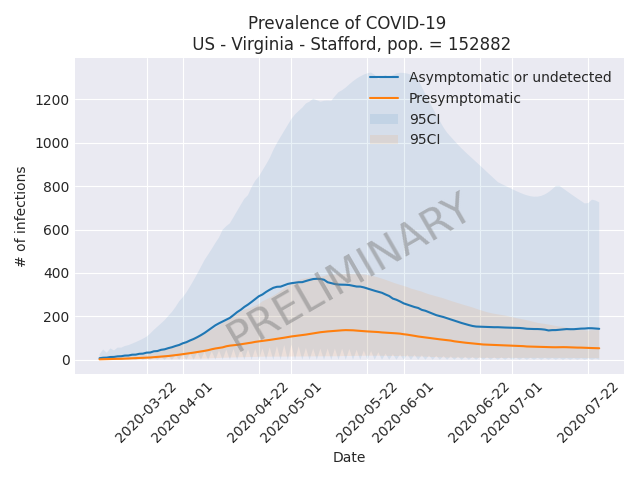 Prevalence of COVID-19
US - Virginia - Stafford, pop. = 152882
Asymptomatic or undetected
Presymptomatic
95CI
95CI
# of infections
1200
1000
800
600
400
200
0
PRELIMINARY
2020-03-22
2020-04-01
2020-04-22
2020-05-01
2020-05-22
2020-06-01
2020-06-22
2020-07-01
2020-07-22
Date